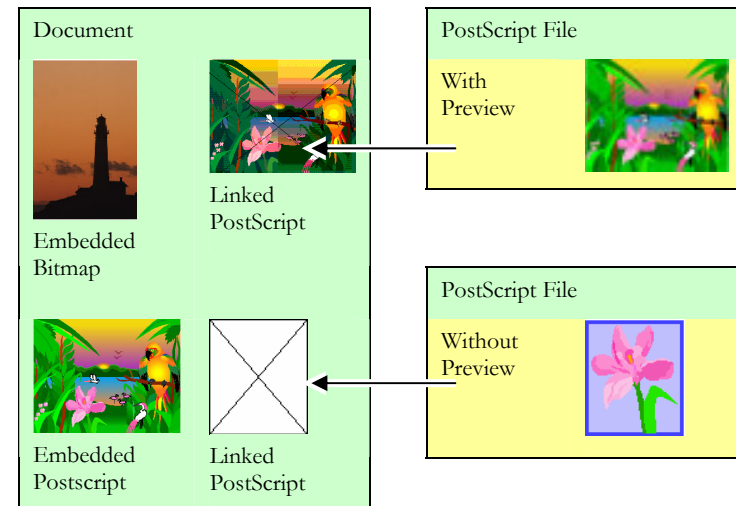 Document
Linked
PostScript
Embedded
Bitmap
Embedded
Postscript
Linked
PostScript
PostScript File
With
Preview
PostScript File
Without
Preview